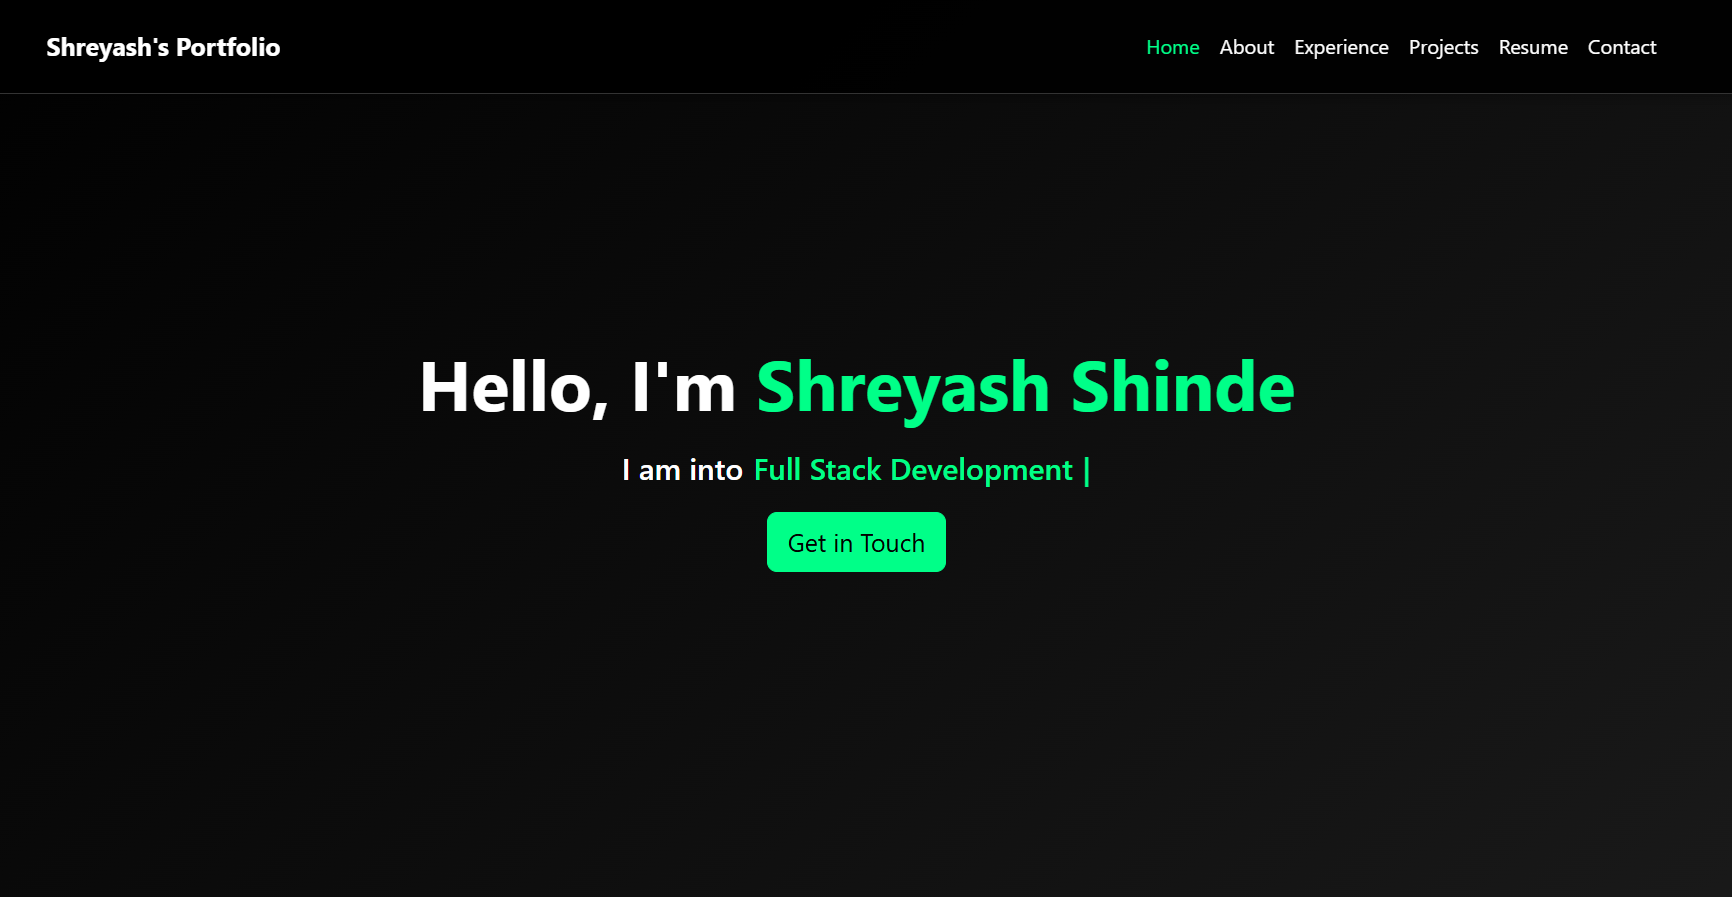 Shreyash's Portfolio
Home About Experience Projects Resume Contact
Hello, I'm Shreyash Shinde
I am into Full Stack Development |
Get in Touch